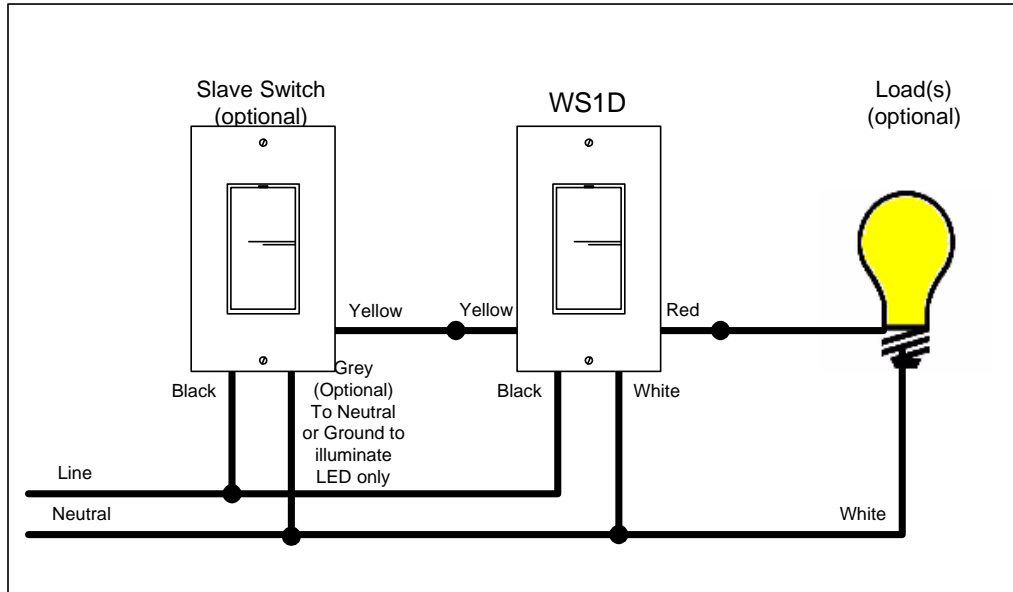 Slave Switch
(optional)
WS1D
Load(s)
(optional)
Yellow
Yellow
Red
Black
Grey
(Optional)
To Neutral
or Ground to
illuminate
LED only
Black
White
Line
Neutral
White